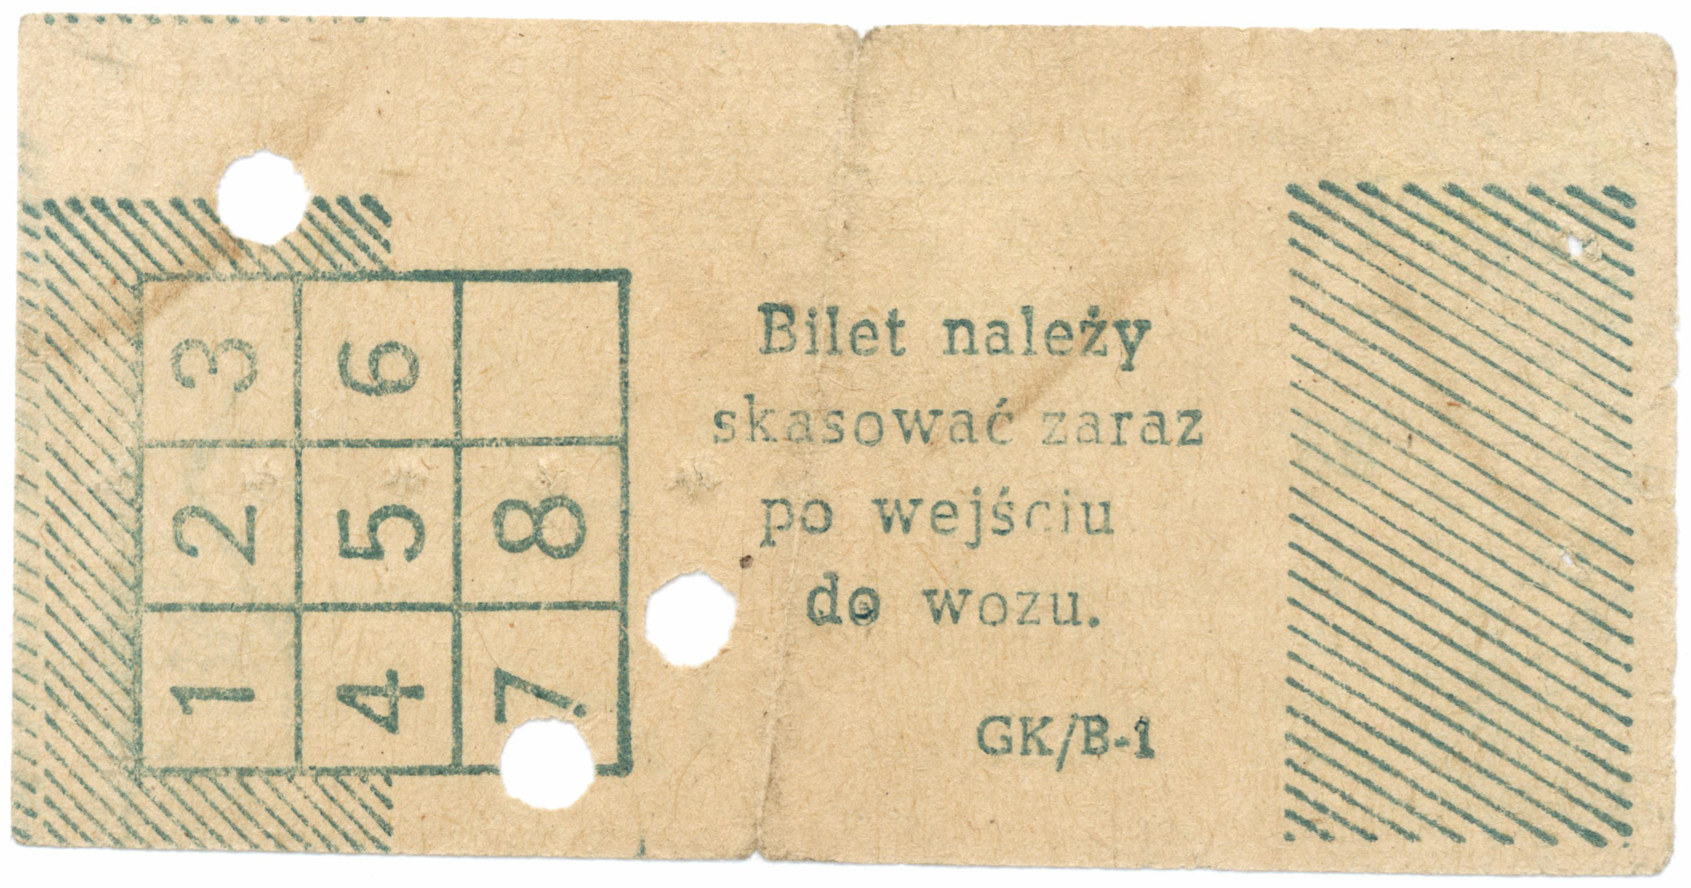 3 6
2 5 8
1 4 7
Bilet należy
skasować zaraz
po wejściu
do wozu.
GK/B-1